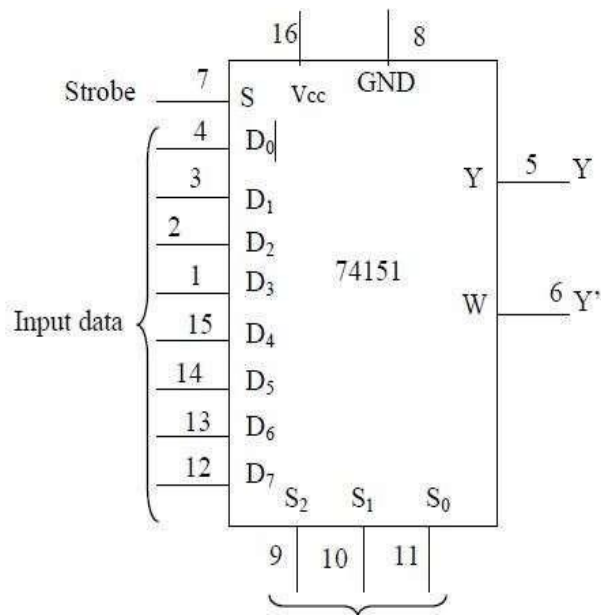 16 8
Strobe 7 S Vcc GND
4 D₀
3 D₁
2 D₂
1 D₃
15 D₄
14 D₅
13 D₆
12 D₇
Input data
74151
Y 5 Y
W 6 Y'
S₂ S₁ S₀
9 10 11